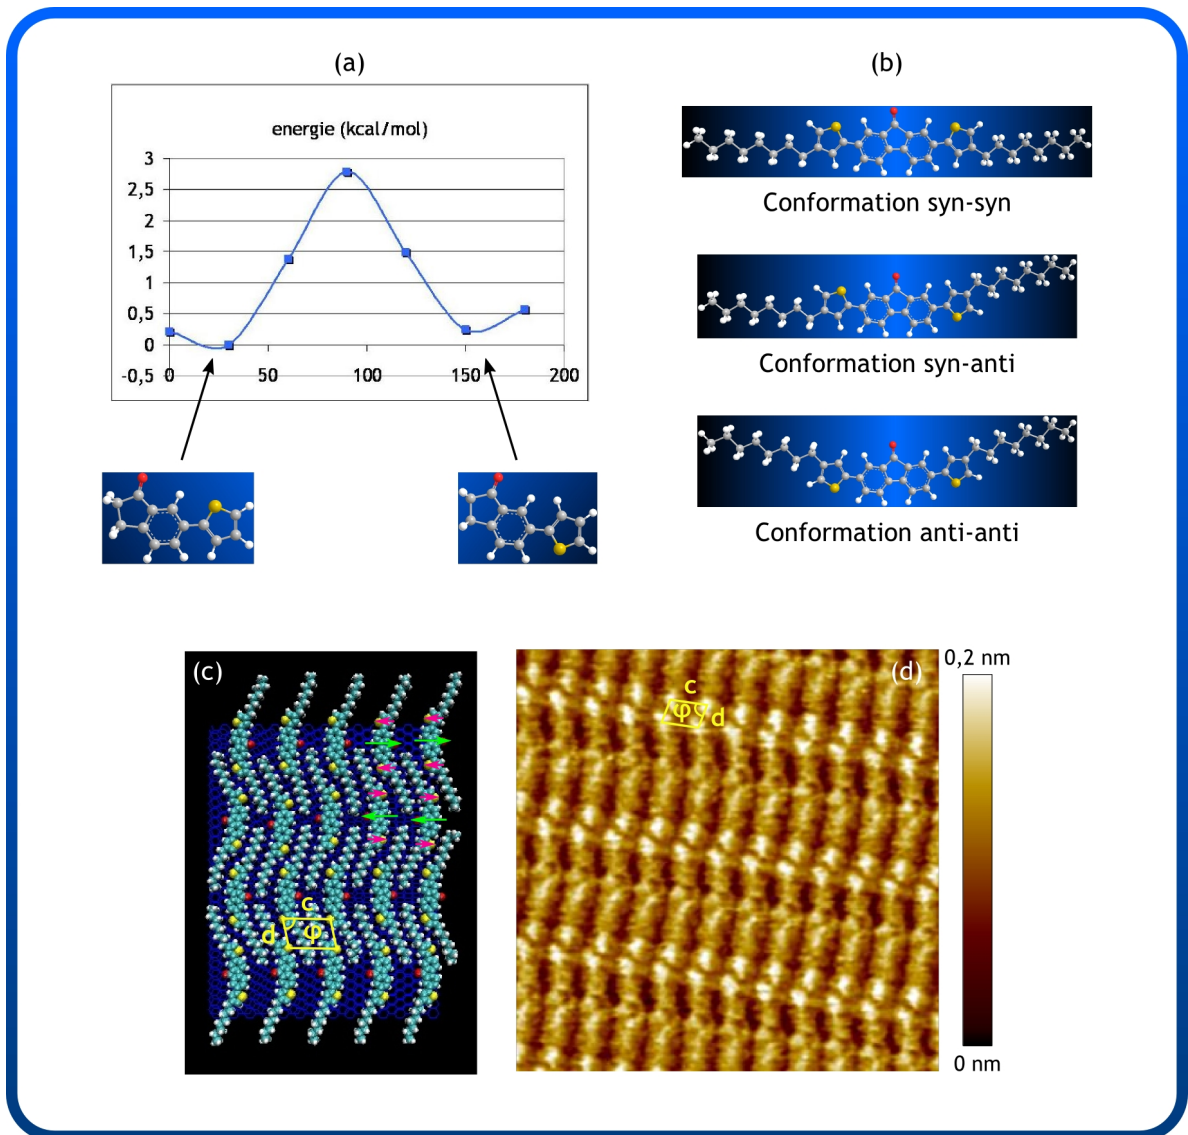 (a)
energie (kcal/mol)
3
2,5
2
1,5
1
0,5
0
-0,5
0 50 100 150 200
(b)
Conformation syn-syn
Conformation syn-anti
Conformation anti-anti
(c)
c
d φ
(d)
c
φ d
0,2 nm
0 nm